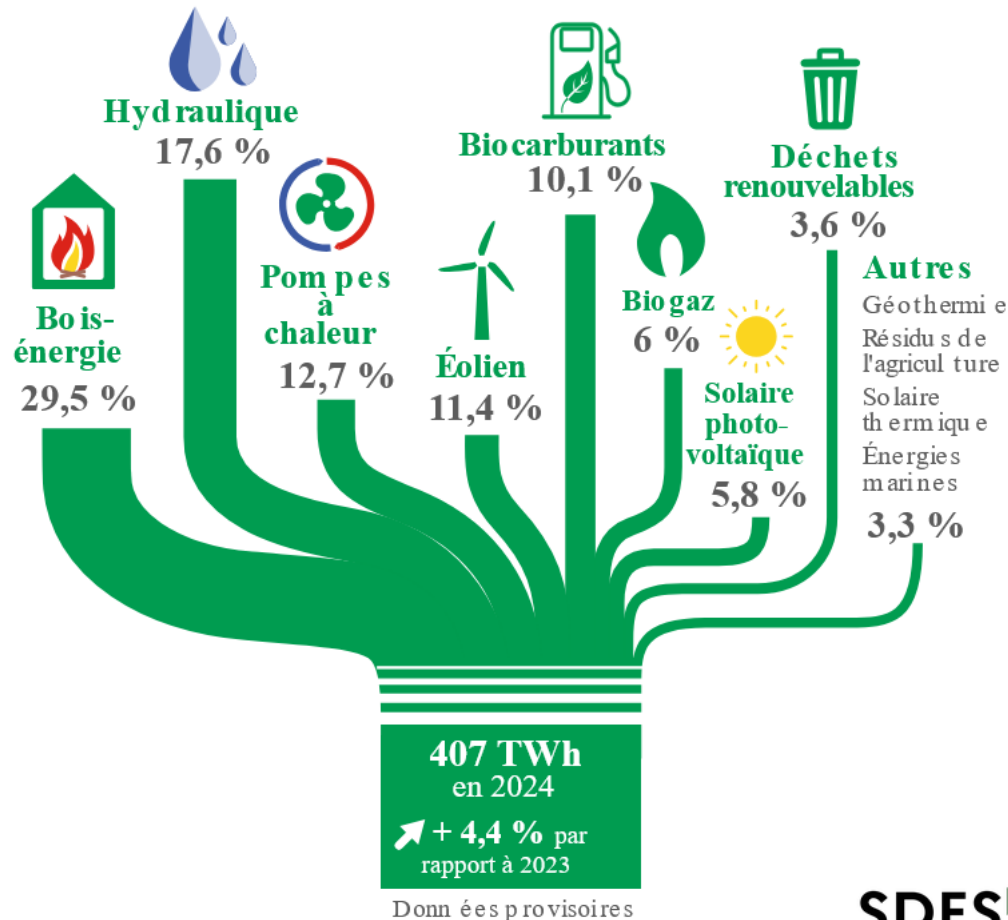 Hydraulique
17,6 %
Biocarburants
10,1 %
Déchets
renouvelables
3,6 %
Bois-
énergie
29,5 %
Pompes
à
chaleur
12,7 %
Éolien
11,4 %
Biogaz
6 %
Solaire
photo-
voltaïque
5,8 %
Autres
Géothermie
Résidus de
l'agriculture
Solaire
thermique
Énergies
marines
3,3 %
407 TWh
en 2024
+ 4,4 % par
rapport à 2023
Données provisoires
SDES